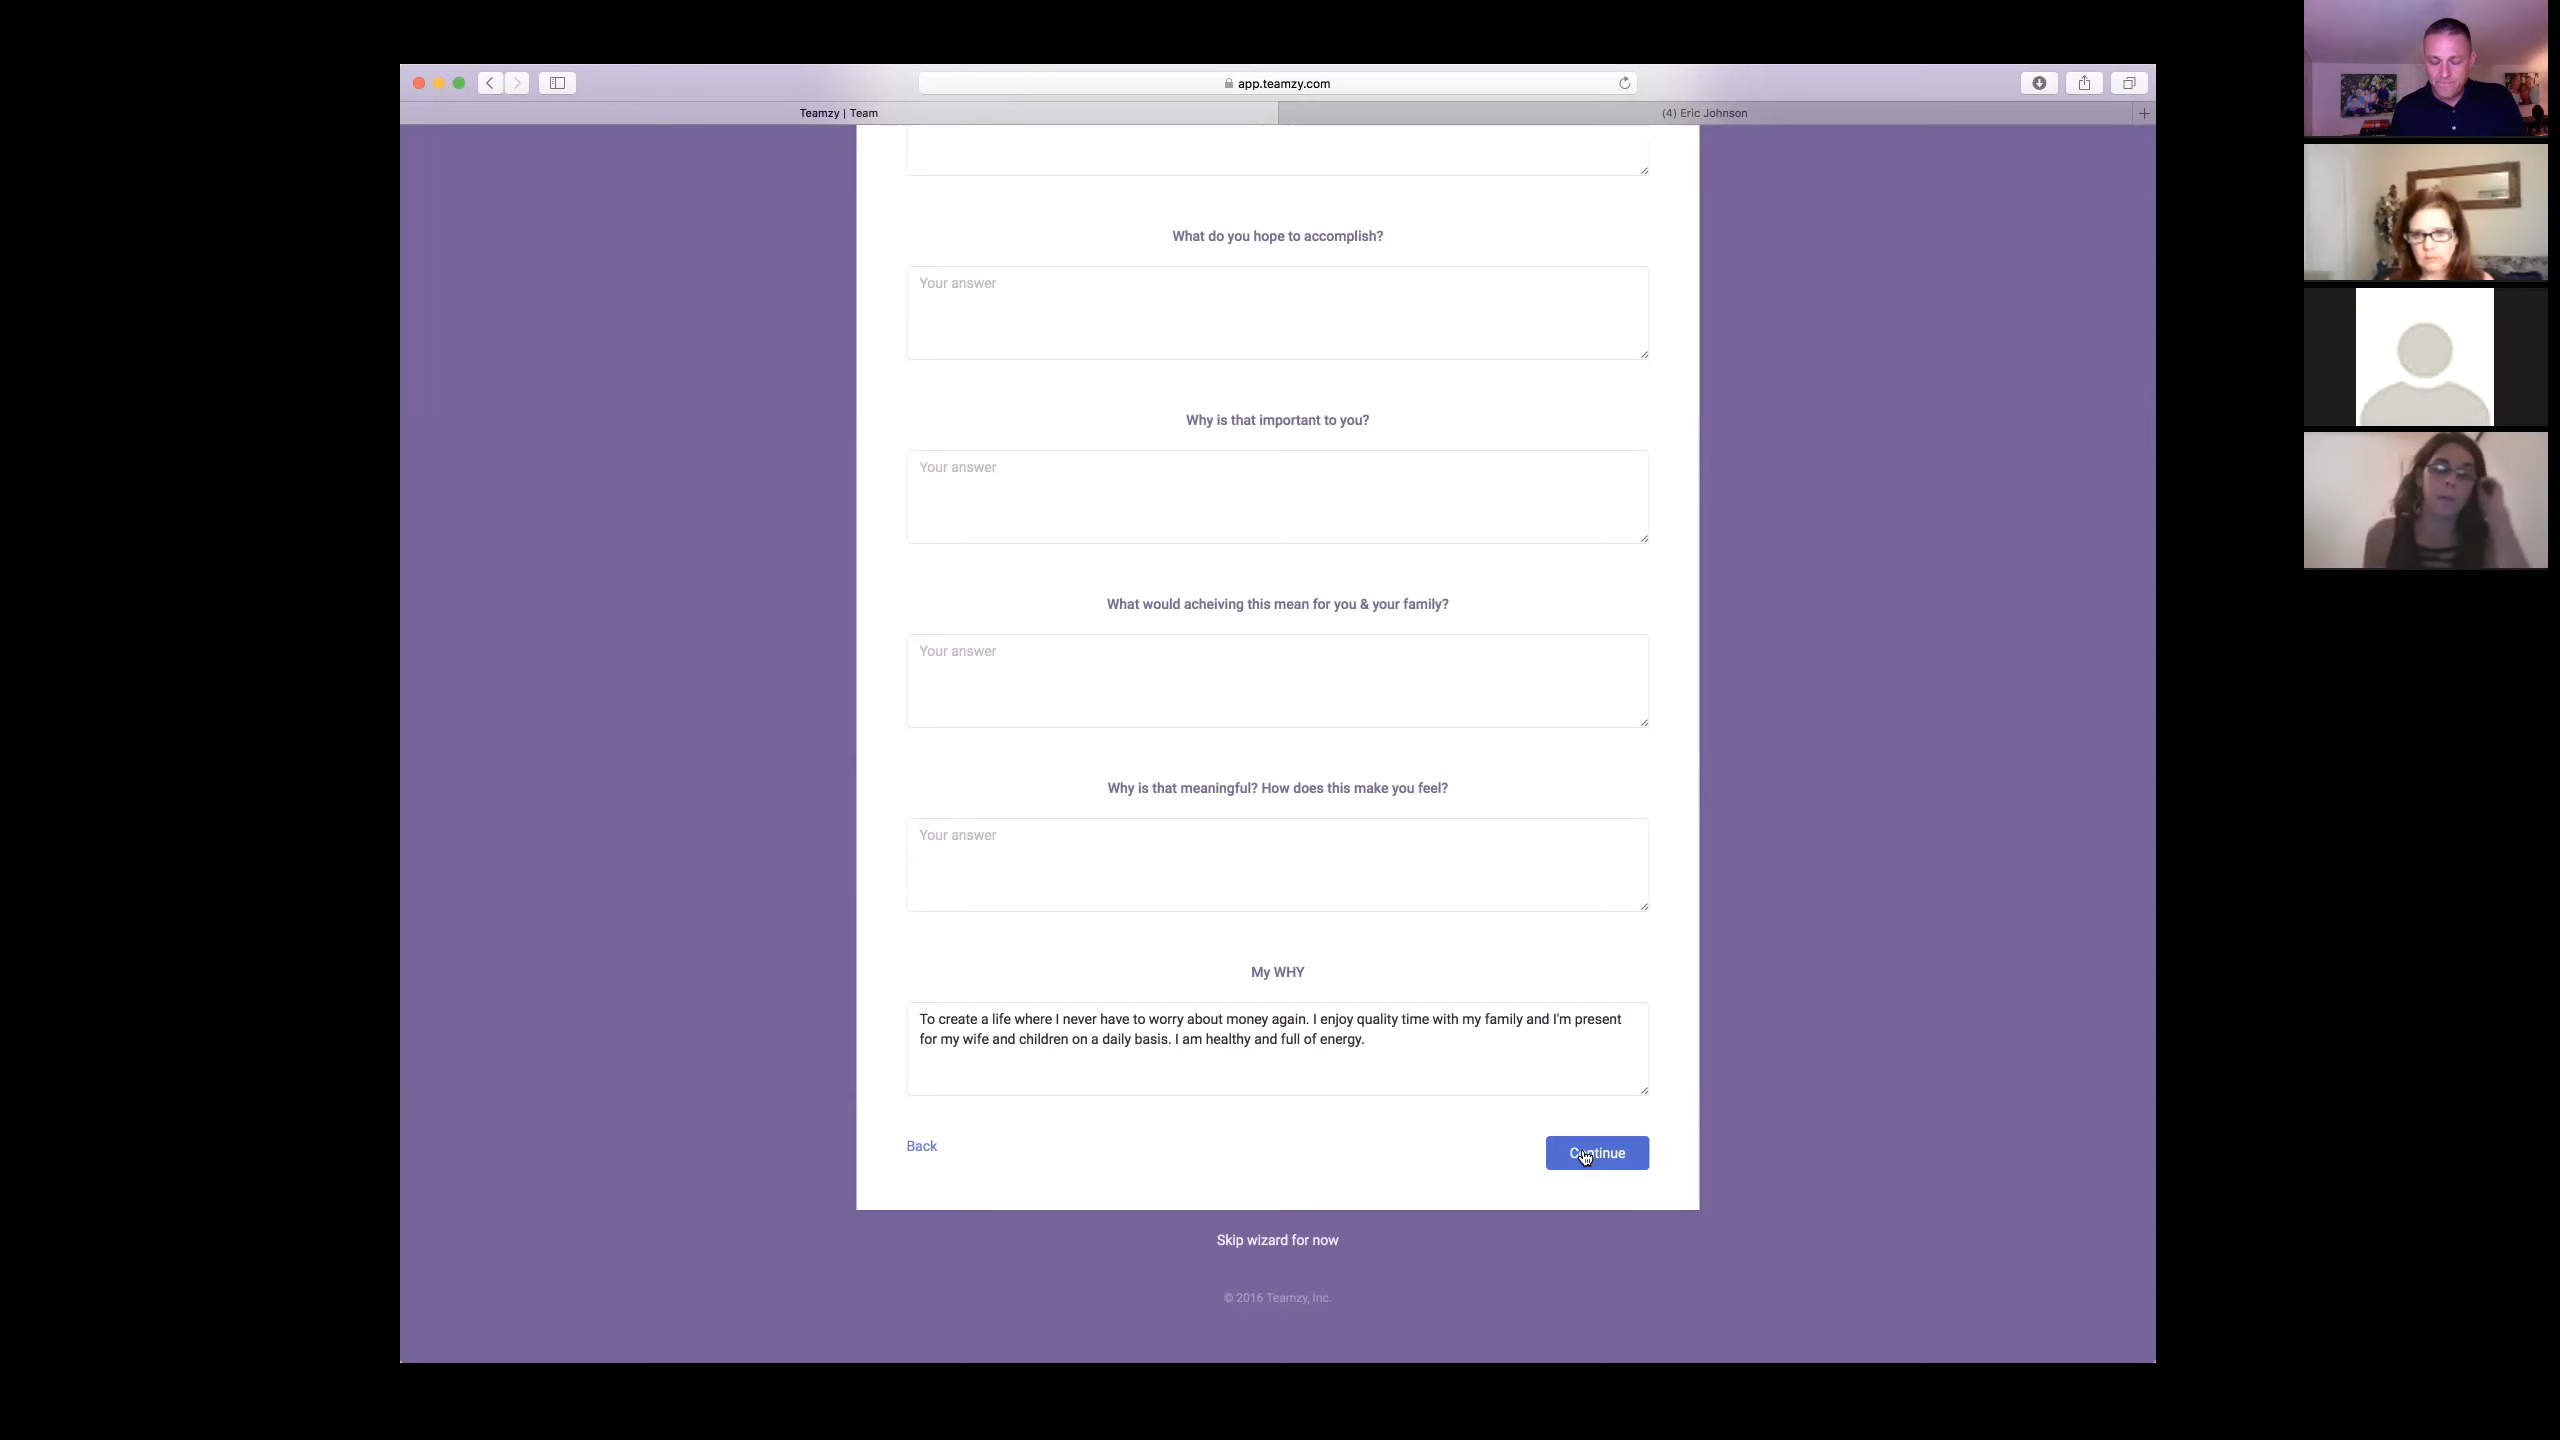 app.teamzy.com
Teamzy | Team
(4) Eric Johnson
What do you hope to accomplish?
Your answer
Why is that important to you?
Your answer
What would acheiving this mean for you & your family?
Your answer
Why is that meaningful? How does this make you feel?
Your answer
My WHY
To create a life where I never have to worry about money again. I enjoy quality time with my family and I'm present
for my wife and children on a daily basis. I am healthy and full of energy.
Back
Continue
Skip wizard for now
© 2016 Teamzy, Inc.